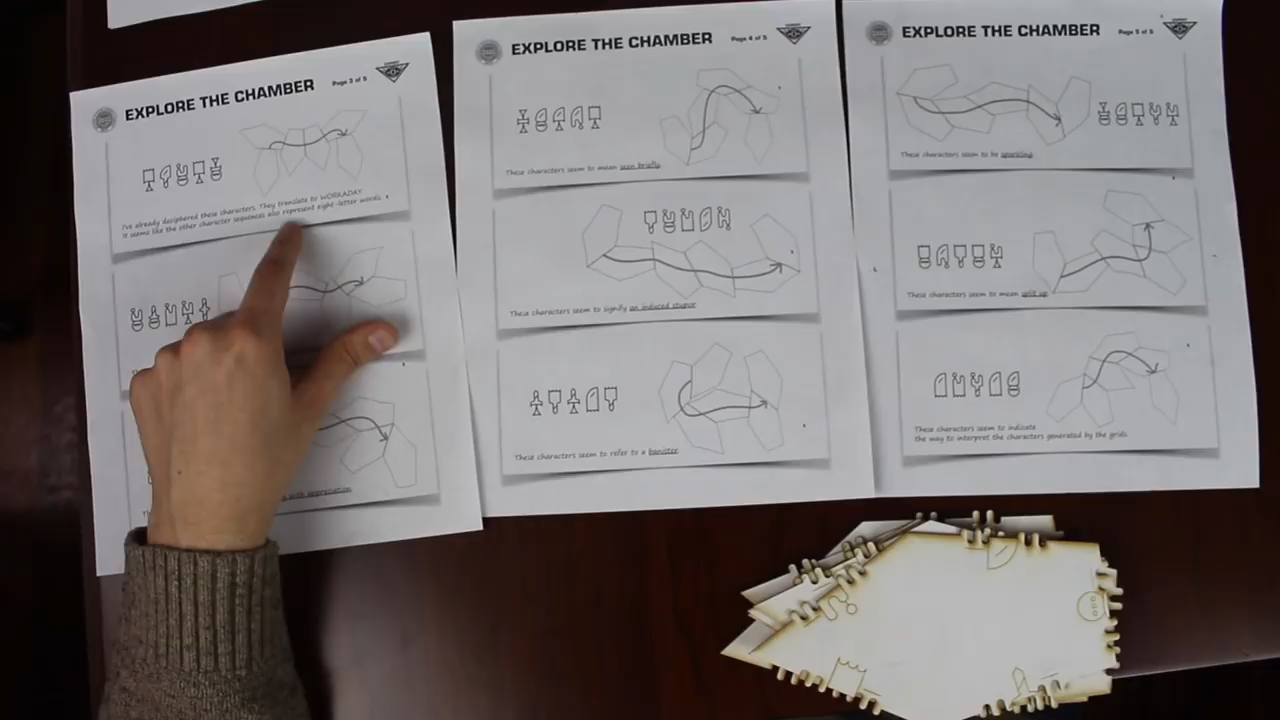 EXPLORE THE CHAMBER
Page 3 of 5
I've already deciphered these characters. They translate to WORKADAY
It seems like the other character sequences also represent eight-letter words.
with appreciation
EXPLORE THE CHAMBER
Page 4 of 5
These characters seem to mean seen briefly
These characters seem to signify an induced stupor
These characters seem to refer to a banister
EXPLORE THE CHAMBER
Page 5 of 5
These characters seem to be sparkling
These characters seem to mean split up
These characters seem to indicate
the way to interpret the characters generated by the grids.